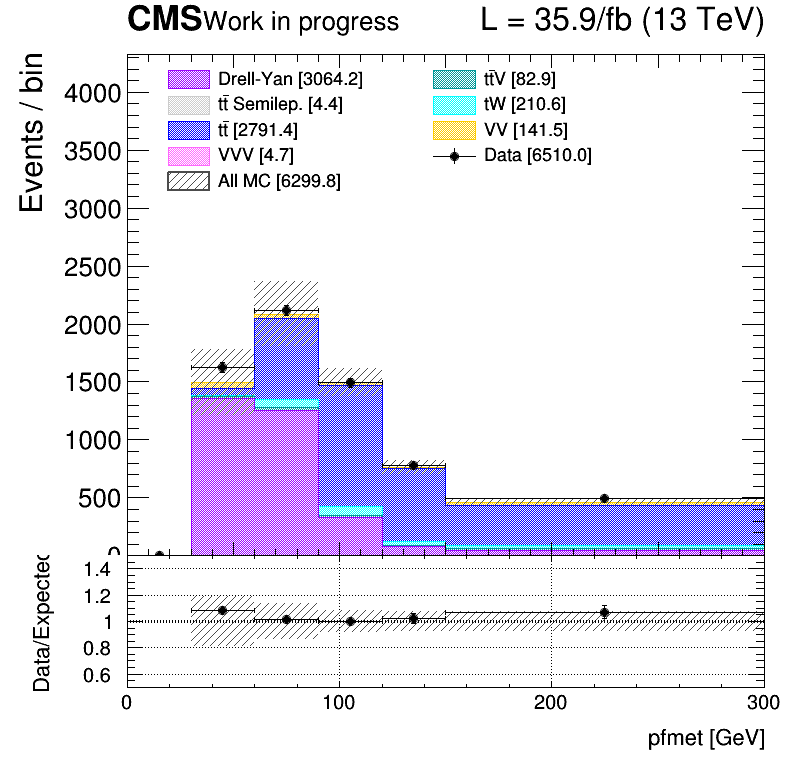 CMS Work in progress L = 35.9/fb (13 TeV)
Events / bin
Drell-Yan [3064.2]
tt̄ Semilep. [4.4]
tt̄ [2791.4]
VVV [4.7]
All MC [6299.8]
tt̄V [82.9]
tW [210.6]
VV [141.5]
Data [6510.0]
4000
3500
3000
2500
2000
1500
1000
500
0
Data/Expected
1.4
1.2
1
0.8
0.6
0 100 200 300
pfmet [GeV]